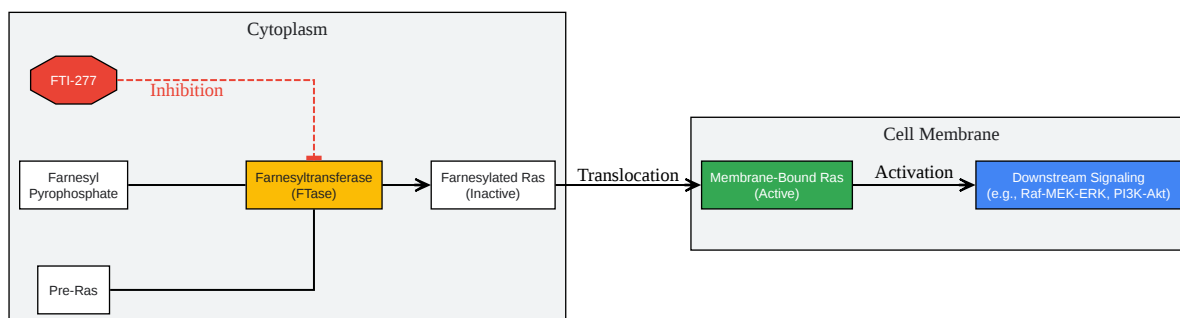 Cytoplasm
FTI-277
Inhibition
Farnesyl
Pyrophosphate
Farnesyltransferase
(FTase)
Farnesylated Ras
(Inactive)
Pre-Ras
Translocation
Cell Membrane
Membrane-Bound Ras
(Active)
Activation
Downstream Signaling
(e.g., Raf-MEK-ERK, PI3K-Akt)